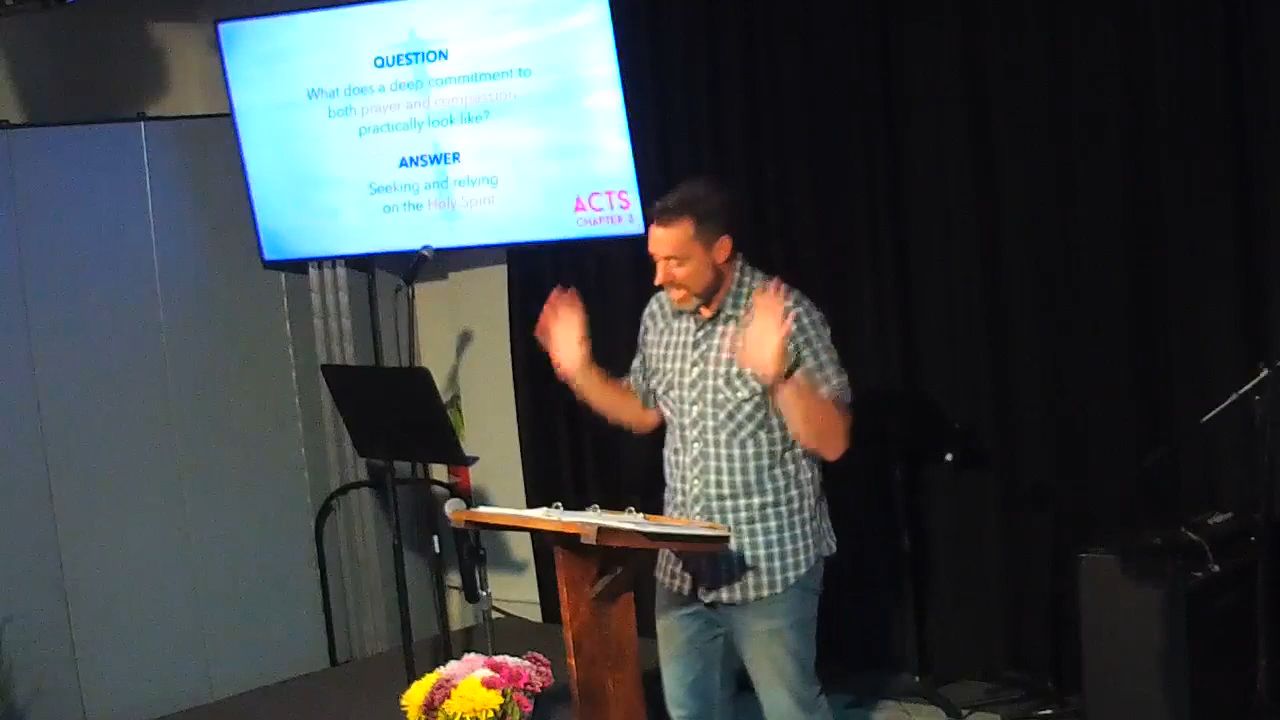 QUESTION
What does a deep commitment to
both prayer and compassion
practically look like?
ANSWER
Seeking and relying
on the Holy Spirit
ACTS
CHAPTER 2